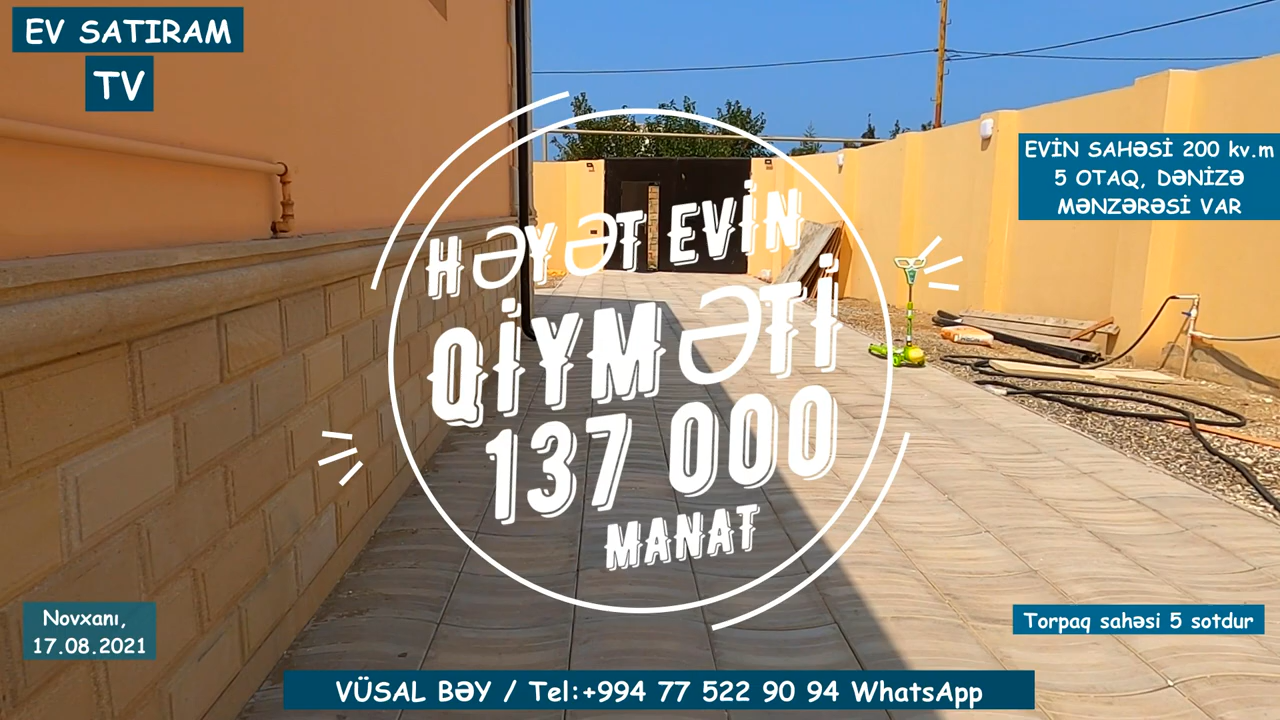 EV SATIRAM
TV
EVİN SAHƏSİ 200 kv.m
5 OTAQ, DƏNİZƏ
MƏNZƏRƏSİ VAR
HƏYƏT EVİN
QİYMƏTİ
137 000
MANAT
Novxanı,
17.08.2021
Torpaq sahəsi 5 sotdur
VÜSAL BƏY / Tel:+994 77 522 90 94 WhatsApp